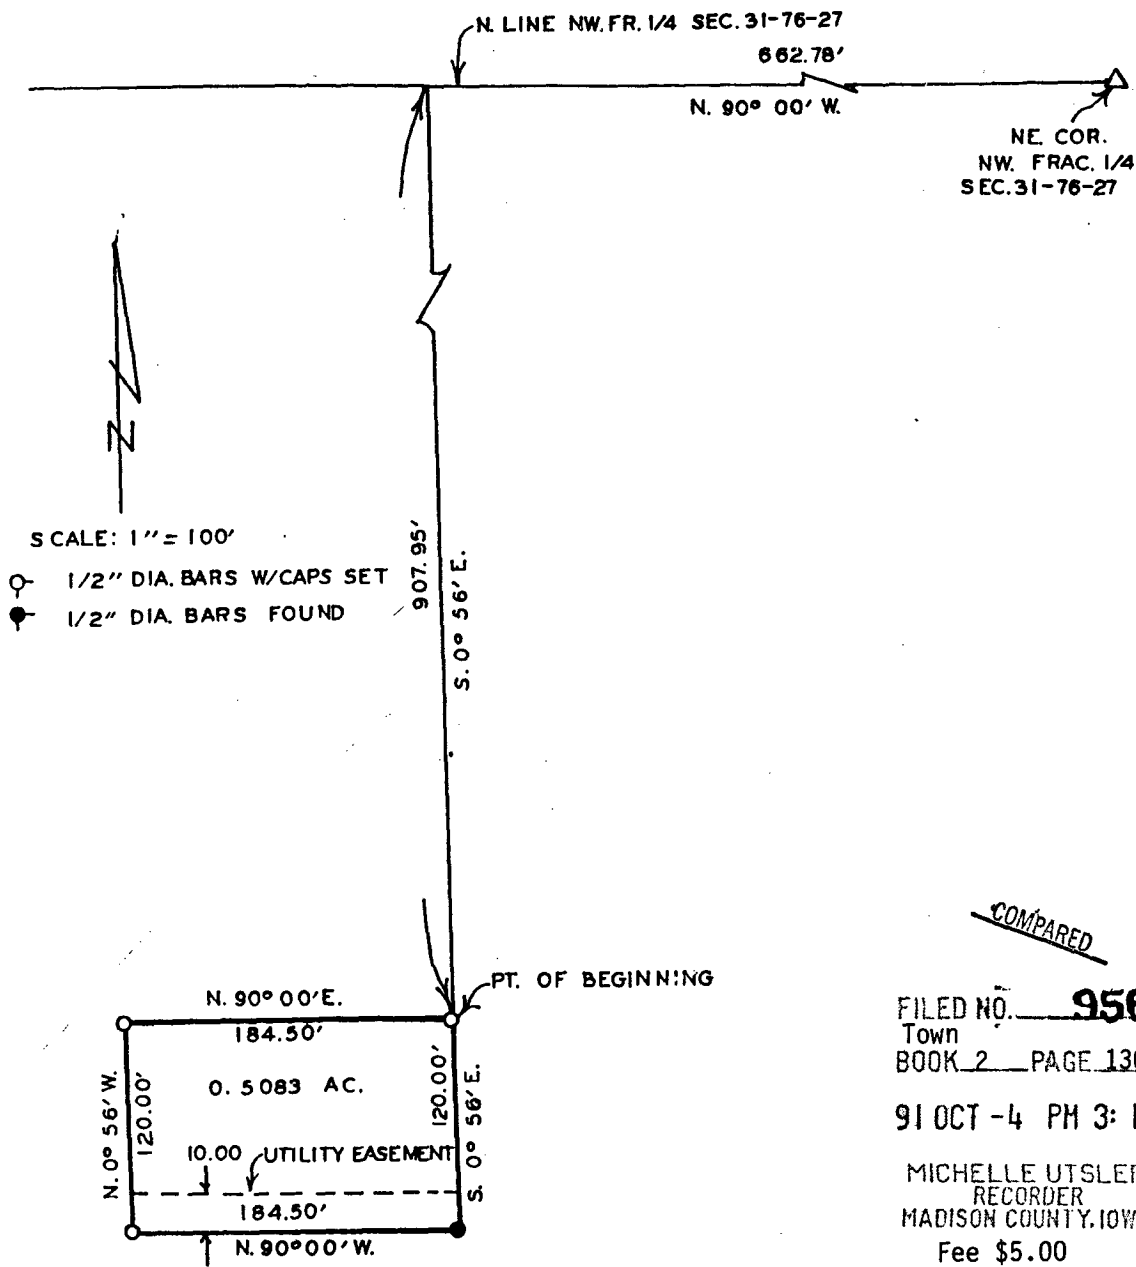 N. LINE NW. FR. 1/4 SEC. 31-76-27
662.78'
N. 90° 00' W.
NE. COR.
NW. FRAC. 1/4
SEC. 31-76-27
N
SCALE: 1" = 100'
1/2" DIA. BARS W/CAPS SET
1/2" DIA. BARS FOUND
907.95'
S. 0° 56' E.
PT. OF BEGINNING
N. 90° 00' E.
184.50'
N. 0° 56' W.
120.00'
0.5083 AC.
120.00'
S. 0° 56' E.
10.00 UTILITY EASEMENT
184.50'
N. 90° 00' W.
COMPARED
FILED NO. 956
Town
BOOK 2 PAGE 130
91 OCT -4 PM 3:
MICHELLE UTSLER
RECORDER
MADISON COUNTY. IOW
Fee $5.00